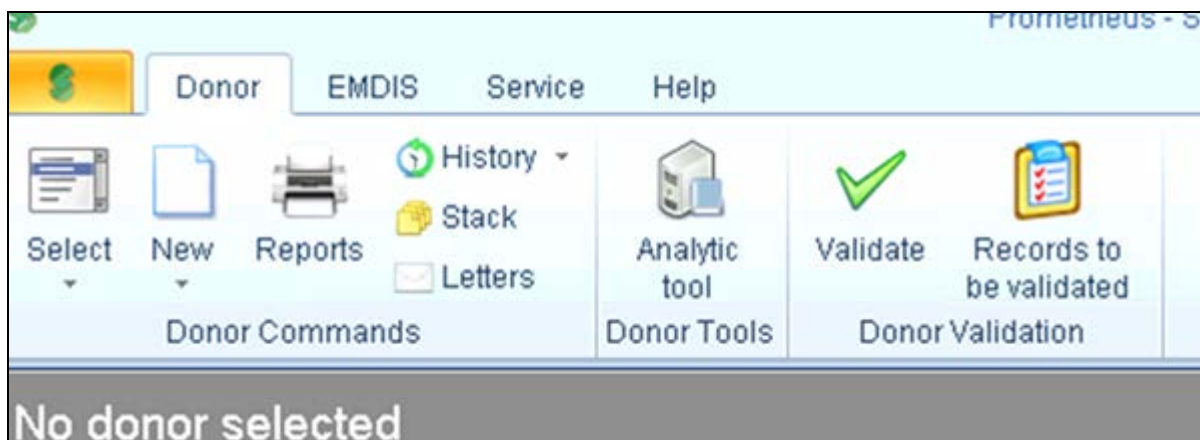 Prometheus - S
Donor EMDIS Service Help
Select
New
Reports
History
Stack
Letters
Donor Commands
Analytic
tool
Donor Tools
Validate
Records to
be validated
Donor Validation
No donor selected